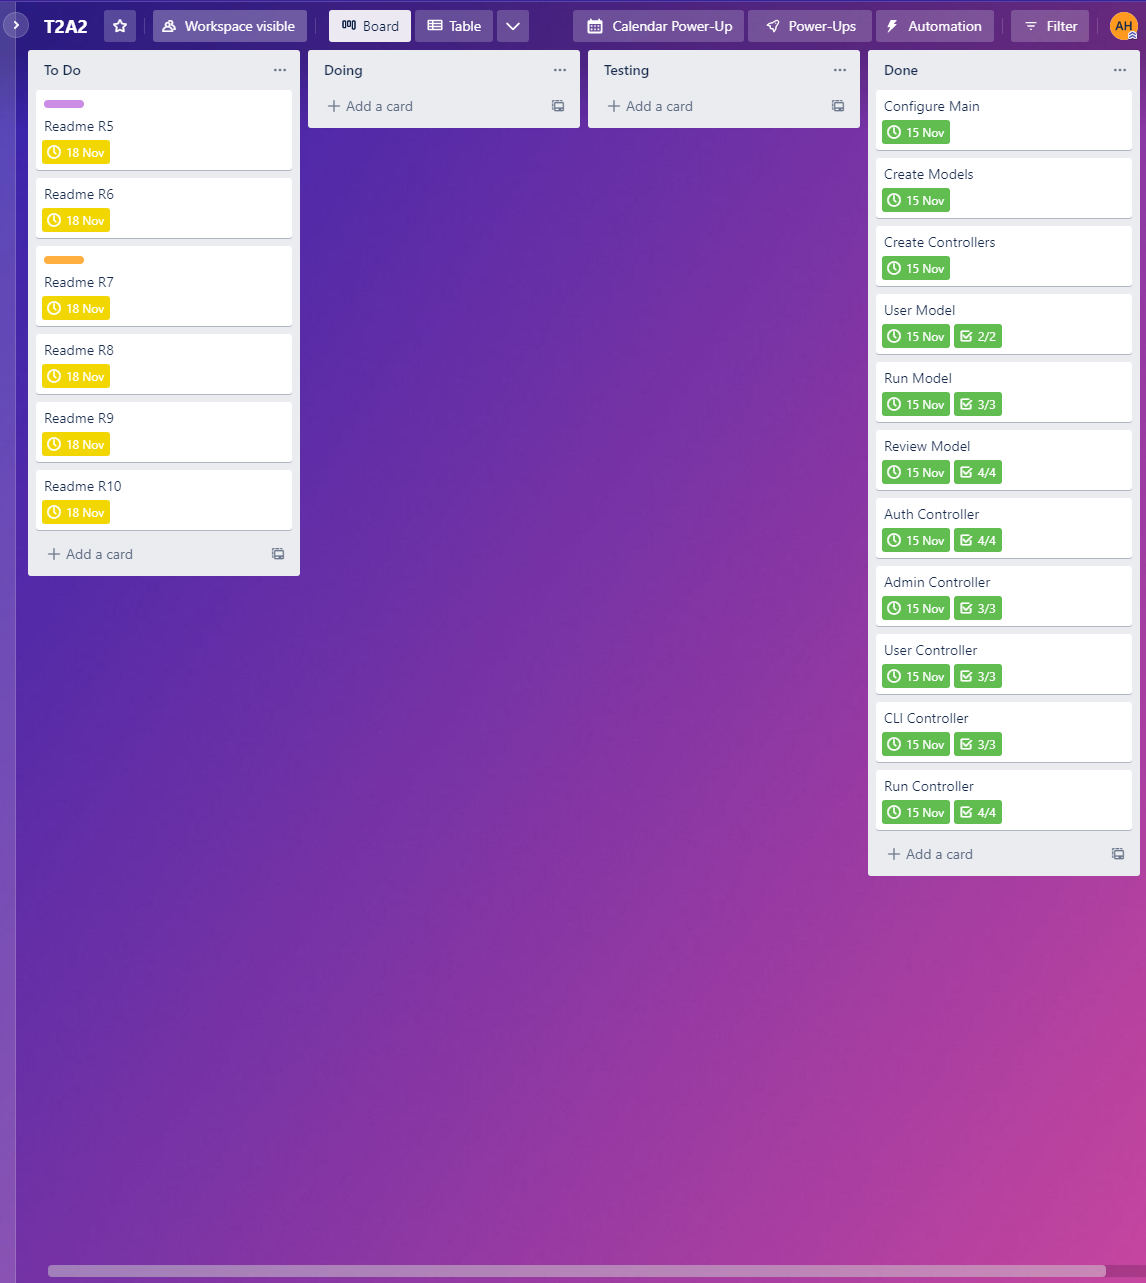 T2A2
Workspace visible
Board
Table
Calendar Power-Up
Power-Ups
Automation
Filter
AH
To Do
Readme R5
18 Nov
Readme R6
18 Nov
Readme R7
18 Nov
Readme R8
18 Nov
Readme R9
18 Nov
Readme R10
18 Nov
+ Add a card
Doing
+ Add a card
Testing
+ Add a card
Done
Configure Main
15 Nov
Create Models
15 Nov
Create Controllers
15 Nov
User Model
15 Nov 2/2
Run Model
15 Nov 3/3
Review Model
15 Nov 4/4
Auth Controller
15 Nov 4/4
Admin Controller
15 Nov 3/3
User Controller
15 Nov 3/3
CLI Controller
15 Nov 3/3
Run Controller
15 Nov 4/4
+ Add a card